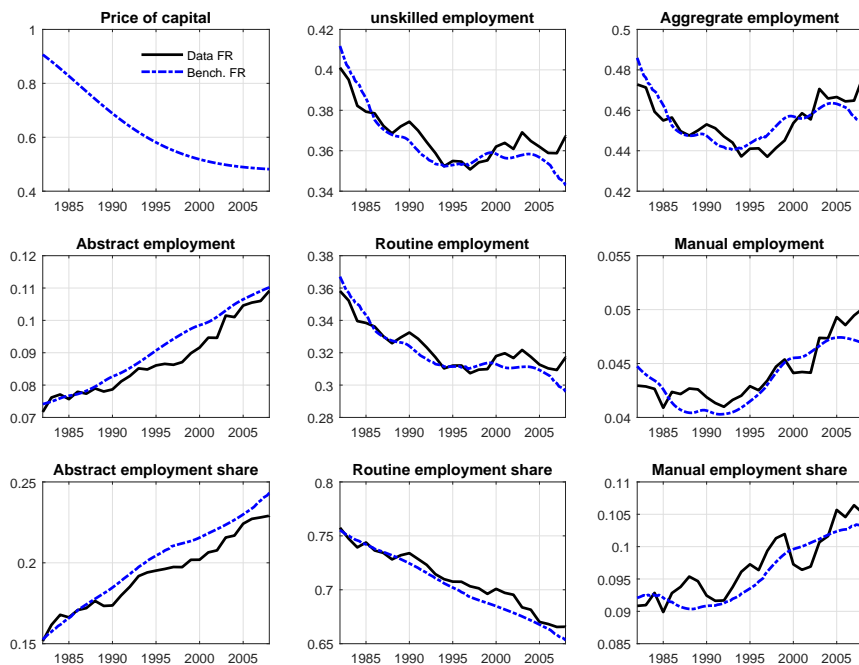 Price of capital
unskilled employment
Aggregrate employment
Data FR
Bench. FR
1
0.8
0.6
0.4
1985 1990 1995 2000 2005
0.42
0.4
0.38
0.36
0.34
1985 1990 1995 2000 2005
0.5
0.48
0.46
0.44
0.42
1985 1990 1995 2000 2005
Abstract employment
Routine employment
Manual employment
0.12
0.11
0.1
0.09
0.08
0.07
1985 1990 1995 2000 2005
0.38
0.36
0.34
0.32
0.3
0.28
1985 1990 1995 2000 2005
0.055
0.05
0.045
0.04
1985 1990 1995 2000 2005
Abstract employment share
Routine employment share
Manual employment share
0.25
0.2
0.15
1985 1990 1995 2000 2005
0.8
0.75
0.7
0.65
1985 1990 1995 2000 2005
0.11
0.105
0.1
0.095
0.09
0.085
1985 1990 1995 2000 2005